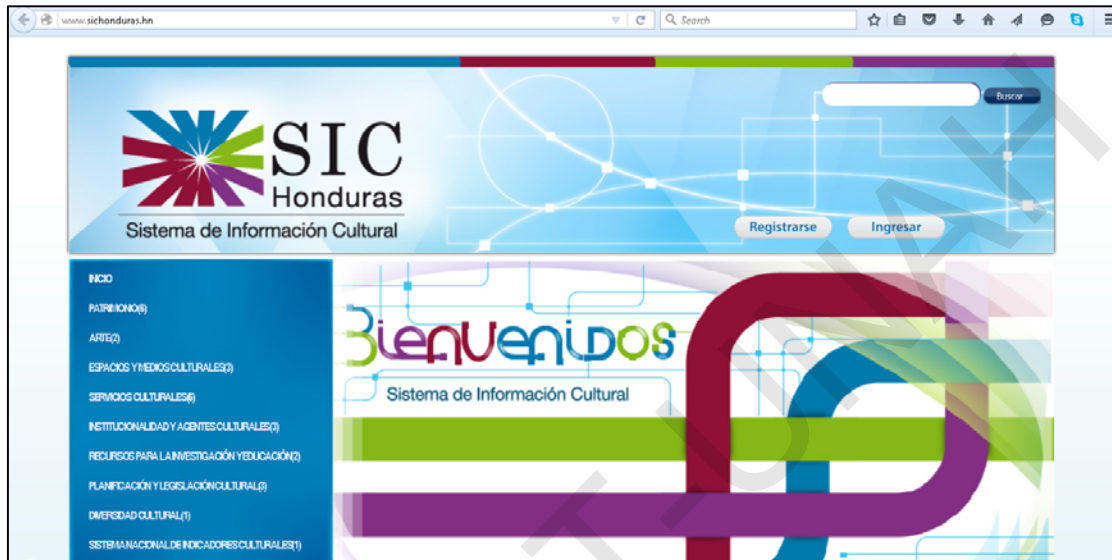 www.sichonduras.hn
Search
Buscar
SIC
Honduras
Sistema de Información Cultural
Registrarse
Ingresar
INICIO
PATRIMONIO(6)
ARTE(2)
ESPACIOS Y MEDIOS CULTURALES(3)
SERVICIOS CULTURALES(6)
INSTITUCIONALIDAD Y AGENTES CULTURALES(3)
RECURSOS PARA LA INVESTIGACIÓN Y EDUCACIÓN(2)
PLANIFICACIÓN Y LEGISLACIÓN CULTURAL(3)
DIVERSIDAD CULTURAL(1)
SISTEMA NACIONAL DE INDICADORES CULTURALES(1)
Bienvenidos
Sistema de Información Cultural
T-UNAH